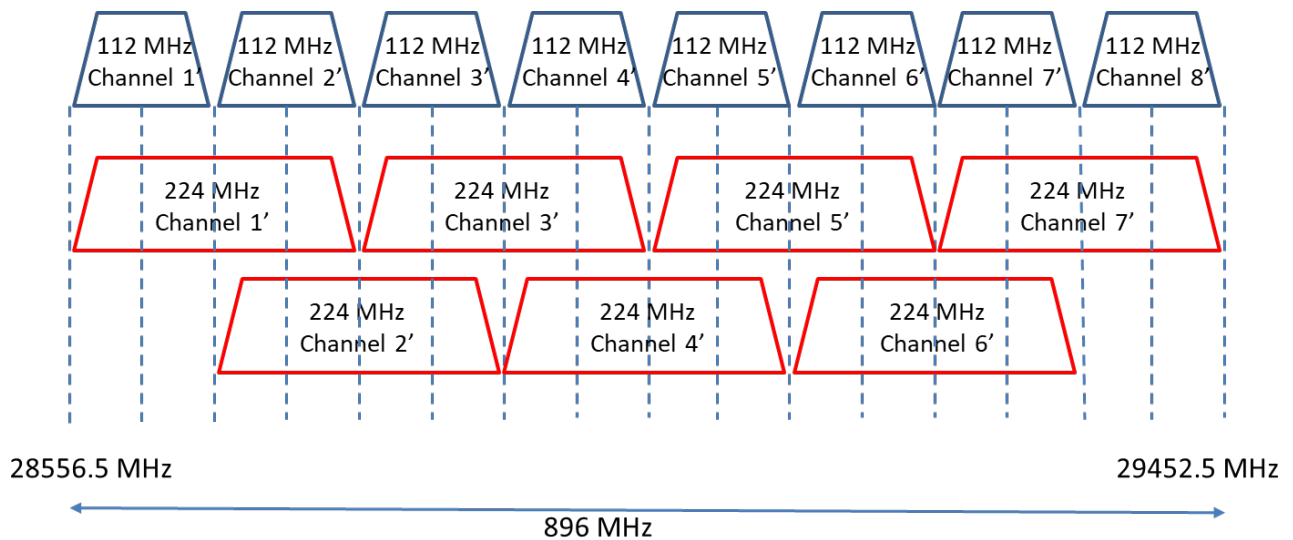 112 MHz
Channel 1’
112 MHz
Channel 2’
112 MHz
Channel 3’
112 MHz
Channel 4’
112 MHz
Channel 5’
112 MHz
Channel 6’
112 MHz
Channel 7’
112 MHz
Channel 8’
224 MHz
Channel 1’
224 MHz
Channel 3’
224 MHz
Channel 5’
224 MHz
Channel 7’
224 MHz
Channel 2’
224 MHz
Channel 4’
224 MHz
Channel 6’
28556.5 MHz
29452.5 MHz
896 MHz